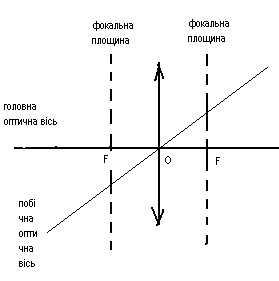 фокальна
площина
фокальна
площина
головна
оптична вісь
F
O
F
побі
чна
опти
чна
вісь